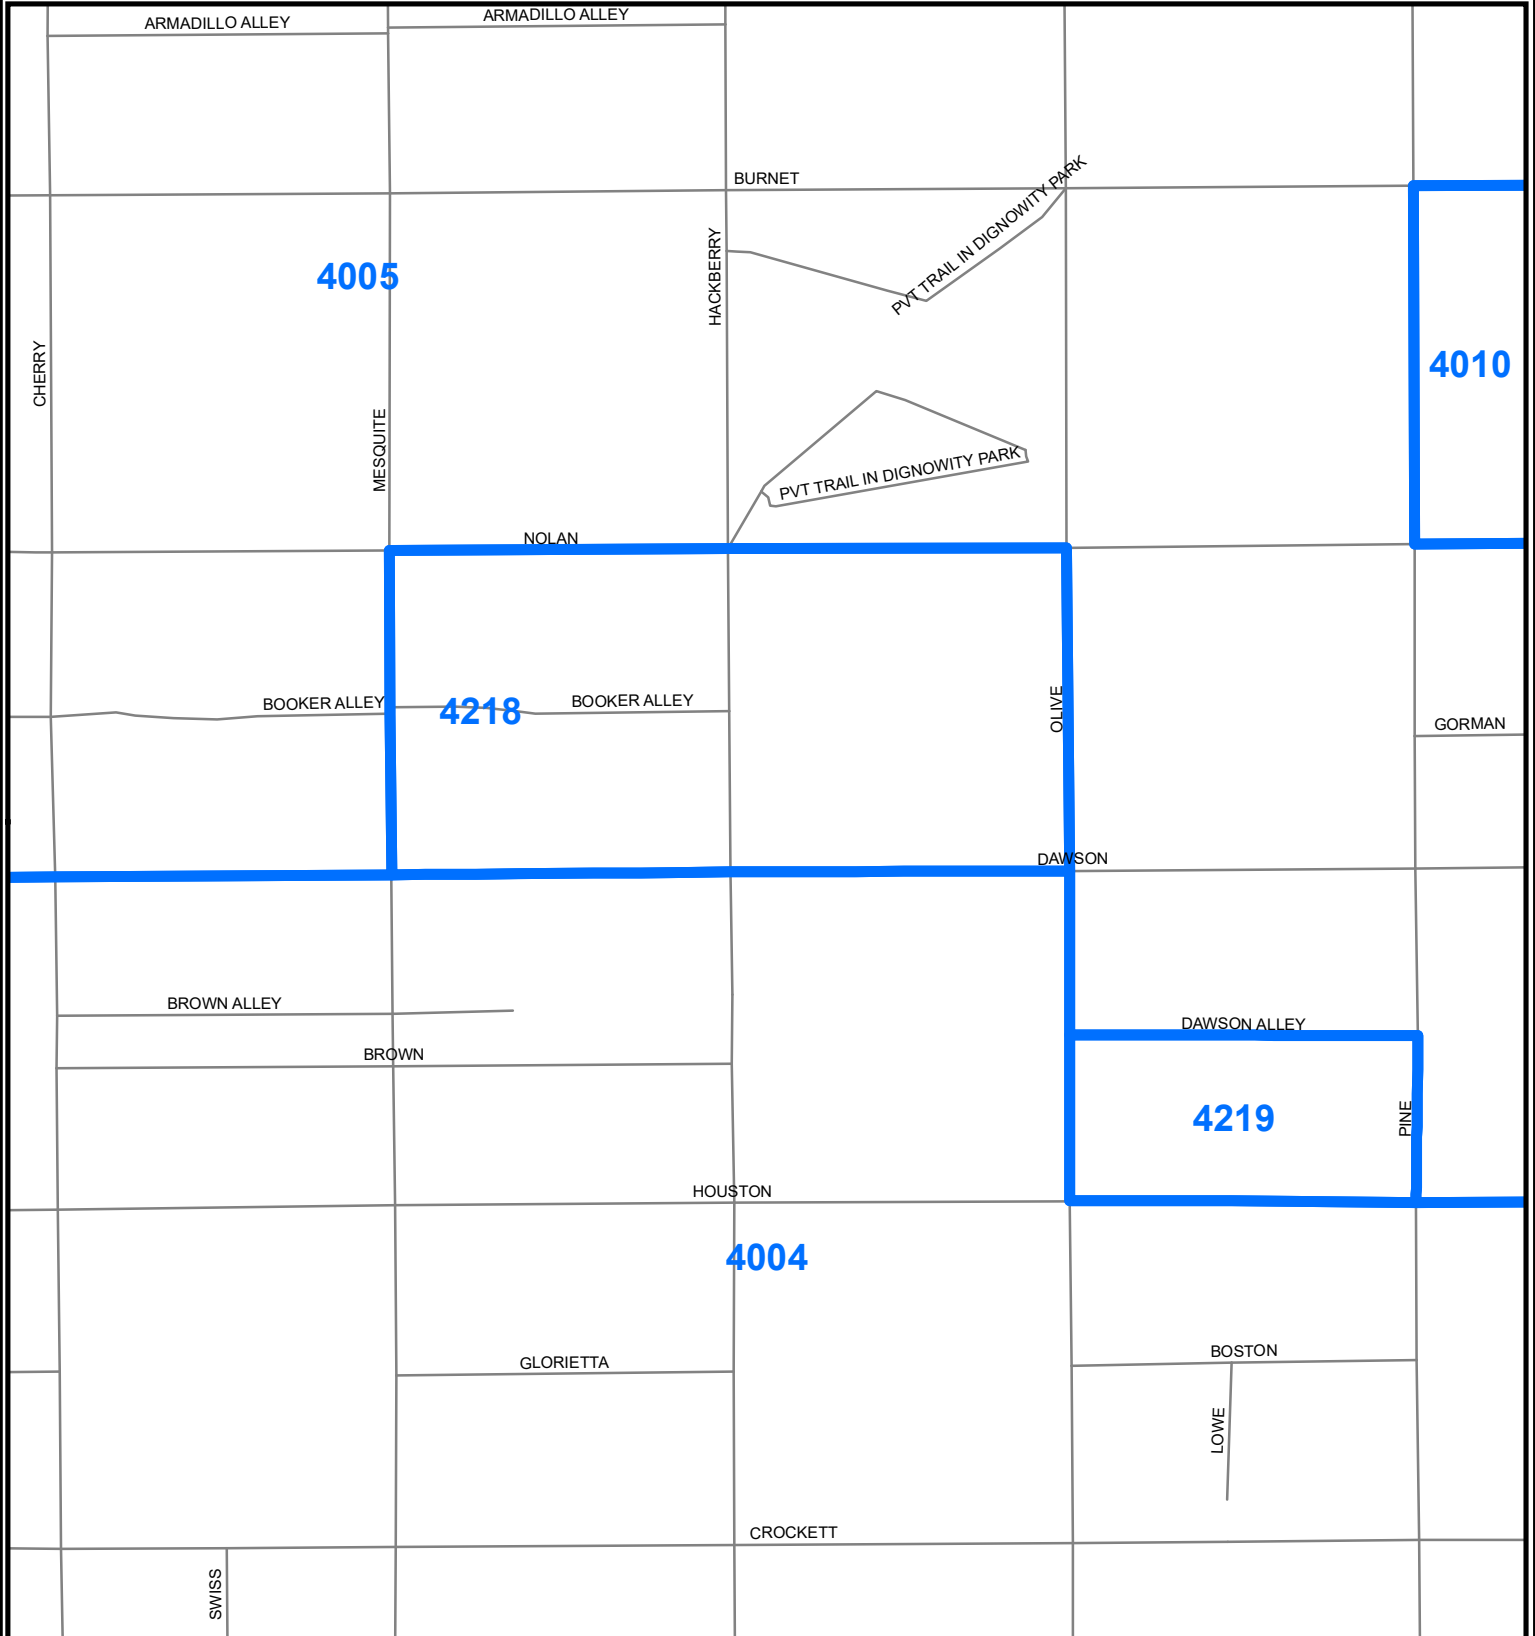 ARMADILLO ALLEY
ARMADILLO ALLEY
BURNET
PVT TRAIL IN DIGNOWITY PARK
HACKBERRY
4005
CHERRY
4010
MESQUITE
PVT TRAIL IN DIGNOWITY PARK
NOLAN
BOOKER ALLEY
4218
BOOKER ALLEY
OLIVE
GORMAN
DAWSON
BROWN ALLEY
DAWSON ALLEY
BROWN
4219
PINE
HOUSTON
4004
GLORIETTA
BOSTON
LOWE
CROCKETT
SWISS